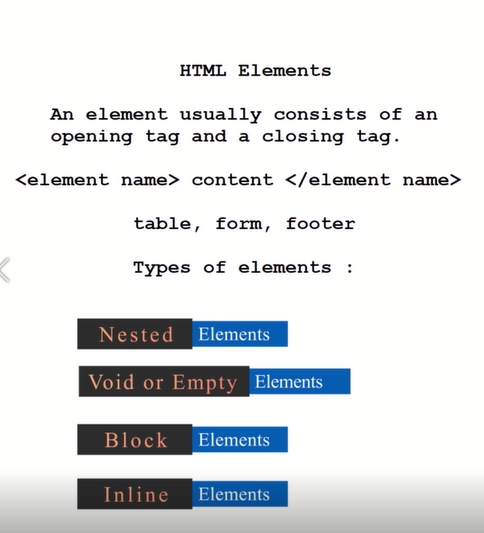 HTML Elements
An element usually consists of an
opening tag and a closing tag.
<element name> content </element name>
table, form, footer
Types of elements :
Nested Elements
Void or Empty Elements
Block Elements
Inline Elements